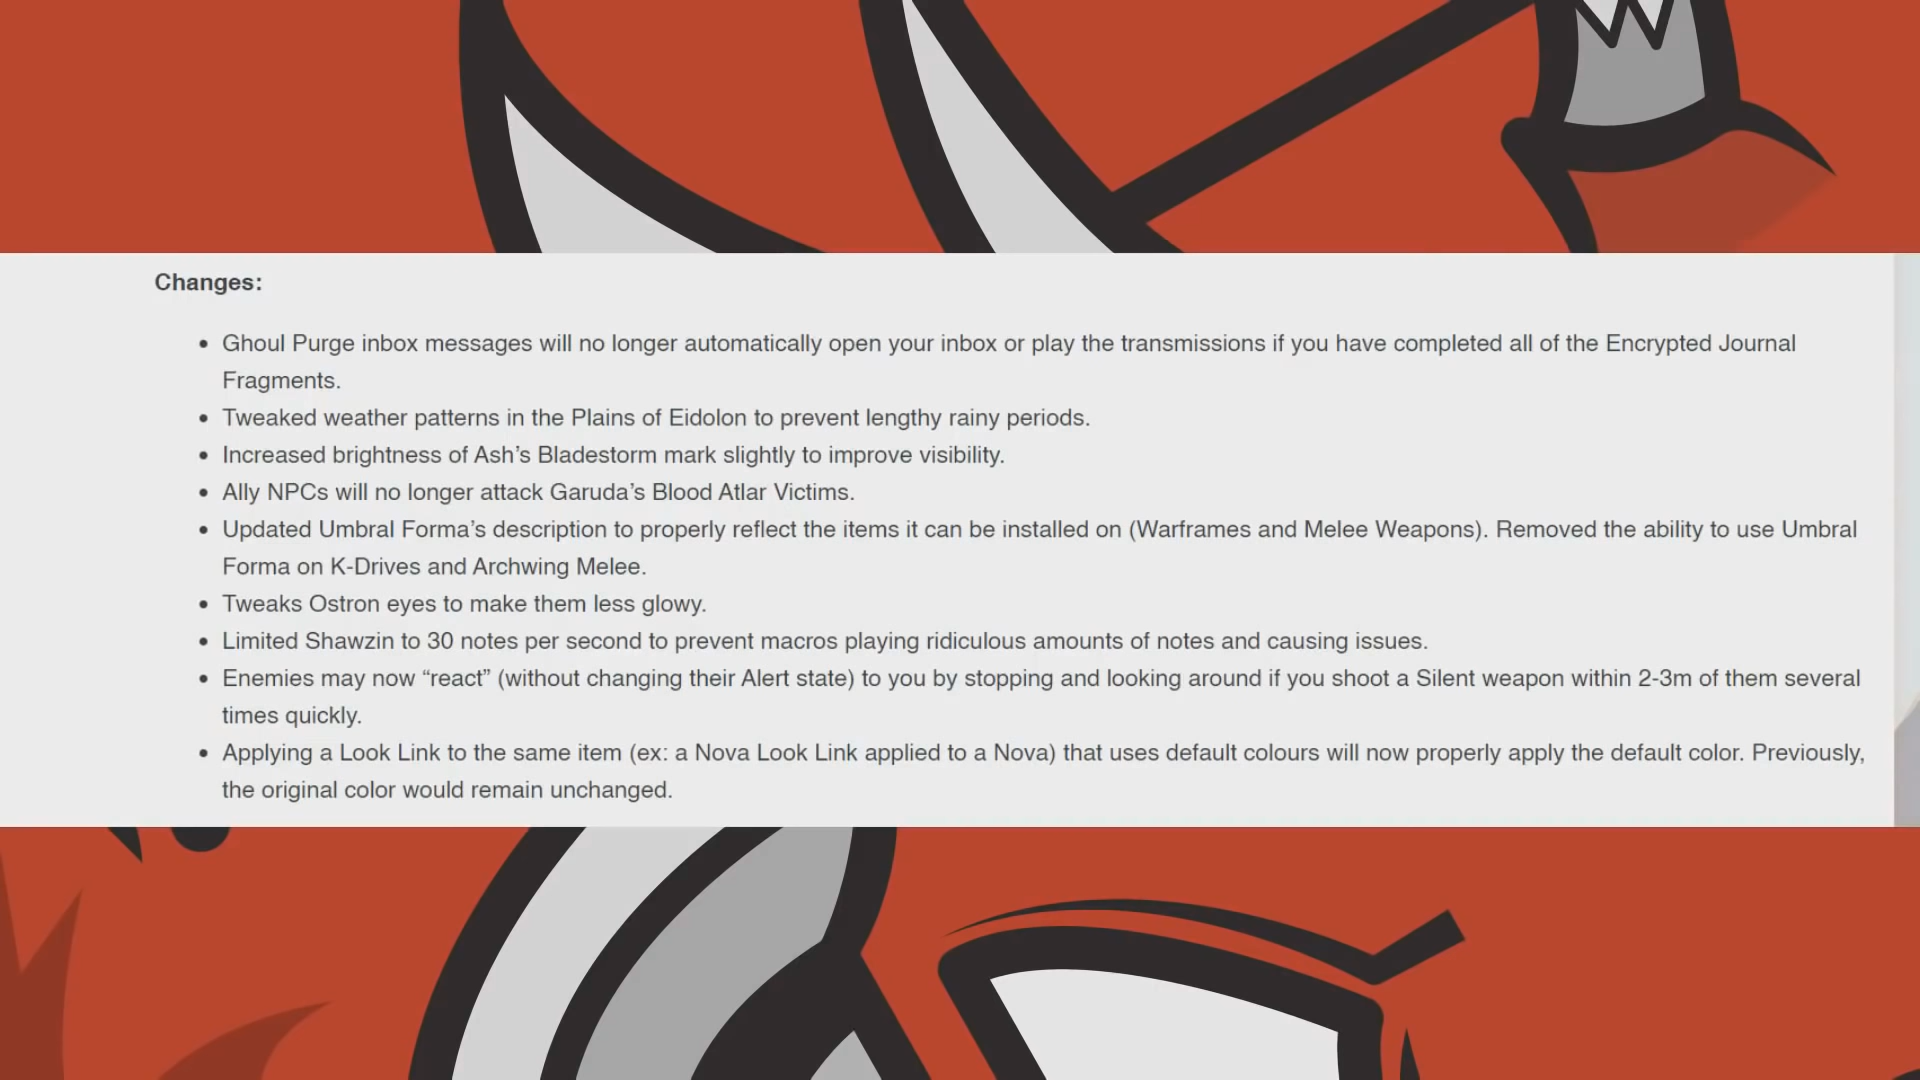 Changes:
• Ghoul Purge inbox messages will no longer automatically open your inbox or play the transmissions if you have completed all of the Encrypted Journal
Fragments.
• Tweaked weather patterns in the Plains of Eidolon to prevent lengthy rainy periods.
• Increased brightness of Ash’s Bladestorm mark slightly to improve visibility.
• Ally NPCs will no longer attack Garuda’s Blood Atlar Victims.
• Updated Umbral Forma’s description to properly reflect the items it can be installed on (Warframes and Melee Weapons). Removed the ability to use Umbral
Forma on K-Drives and Archwing Melee.
• Tweaks Ostron eyes to make them less glowy.
• Limited Shawzin to 30 notes per second to prevent macros playing ridiculous amounts of notes and causing issues.
• Enemies may now “react” (without changing their Alert state) to you by stopping and looking around if you shoot a Silent weapon within 2-3m of them several
times quickly.
• Applying a Look Link to the same item (ex: a Nova Look Link applied to a Nova) that uses default colours will now properly apply the default color. Previously,
the original color would remain unchanged.